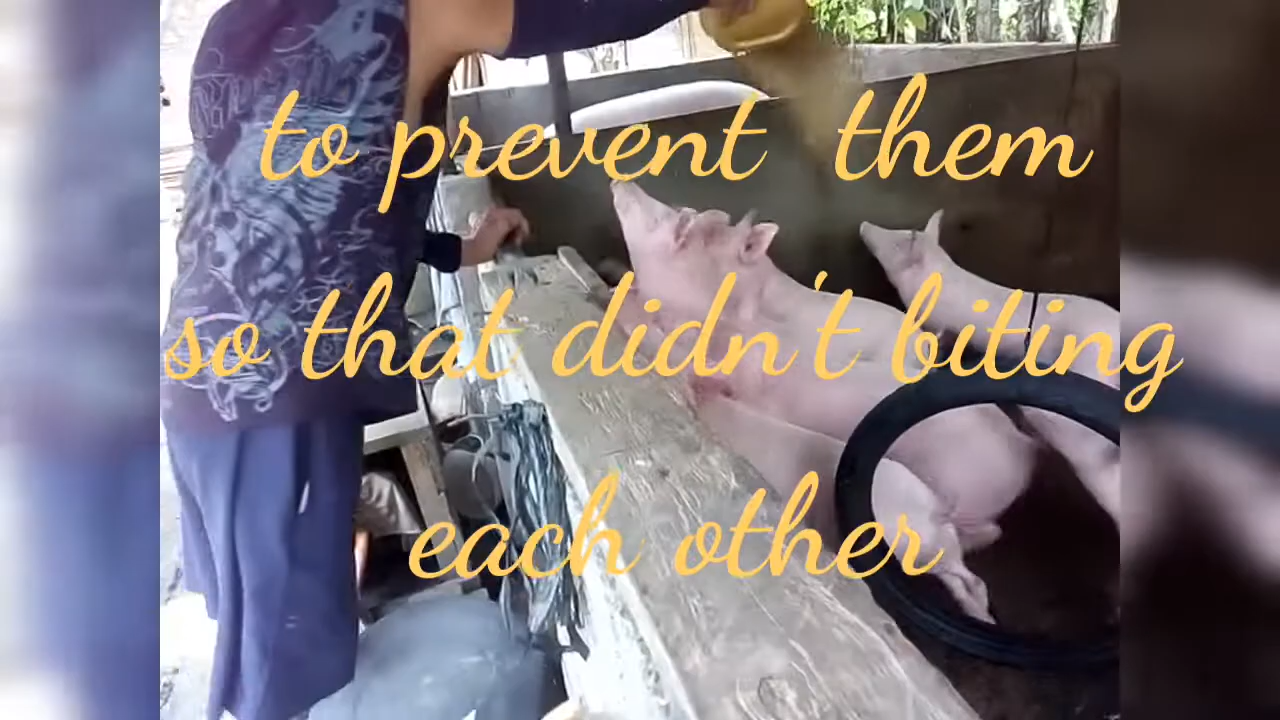 to prevent them
so that didn't biting
each other